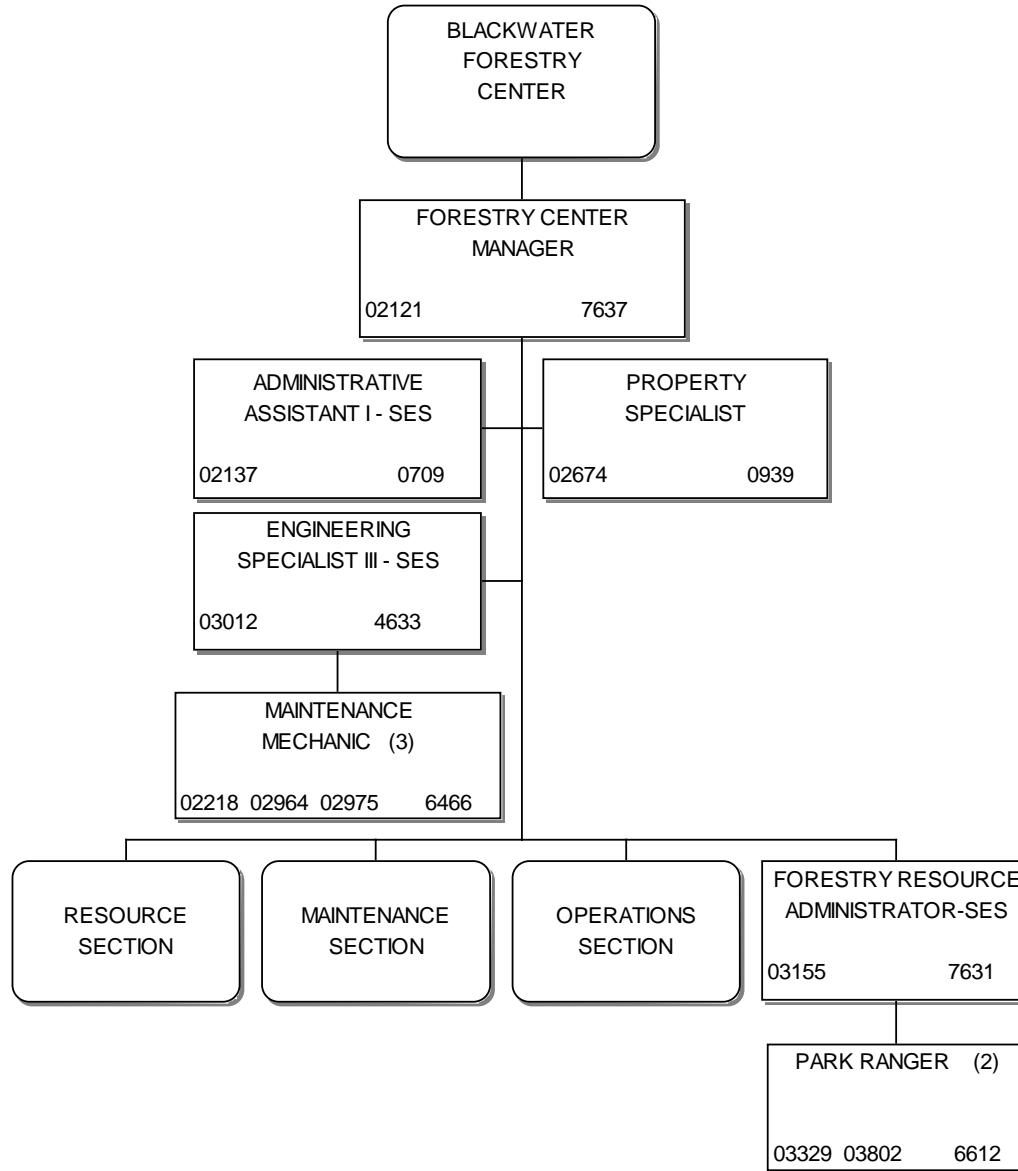 BLACKWATER
FORESTRY
CENTER
FORESTRY CENTER
MANAGER
02121 7637
ADMINISTRATIVE
ASSISTANT I - SES
02137 0709
PROPERTY
SPECIALIST
02674 0939
ENGINEERING
SPECIALIST III - SES
03012 4633
MAINTENANCE
MECHANIC (3)
02218 02964 02975 6466
RESOURCE
SECTION
MAINTENANCE
SECTION
OPERATIONS
SECTION
FORESTRY RESOURCE
ADMINISTRATOR-SES
03155 7631
PARK RANGER (2)
03329 03802 6612